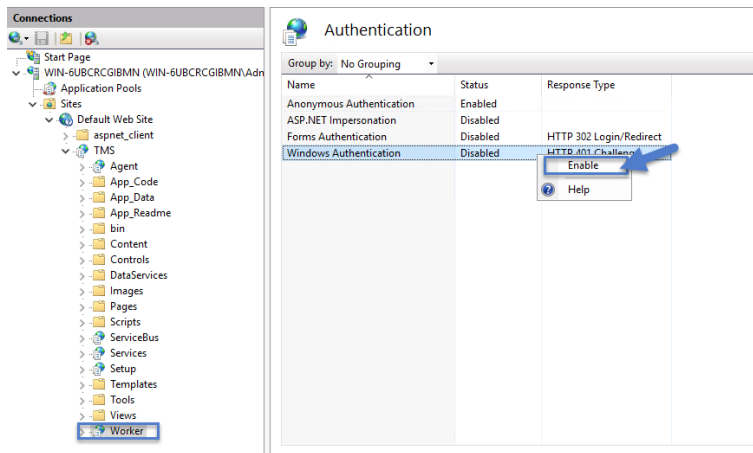 Connections
Start Page
WIN-6UBCRCGIBMN (WIN-6UBCRCGIBMN\Adn
Application Pools
Sites
Default Web Site
aspnet_client
TMS
Agent
App_Code
App_Data
App_Readme
bin
Content
Controls
DataServices
Images
Pages
Scripts
ServiceBus
Services
Setup
Templates
Tools
Views
Worker
Authentication
Group by: No Grouping
Name Status Response Type
Anonymous Authentication Enabled
ASP.NET Impersonation Disabled
Forms Authentication Disabled HTTP 302 Login/Redirect
Windows Authentication Disabled HTTP 401 Challeng
Enable
Help